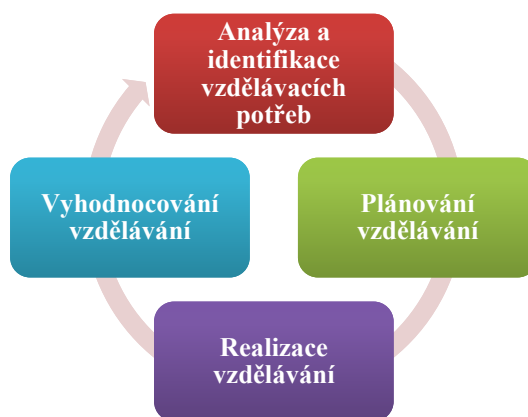 Analýza a
identifikace
vzdělávacích
potřeb
Plánování
vzdělávání
Realizace
vzdělávání
Vyhodnocování
vzdělávání